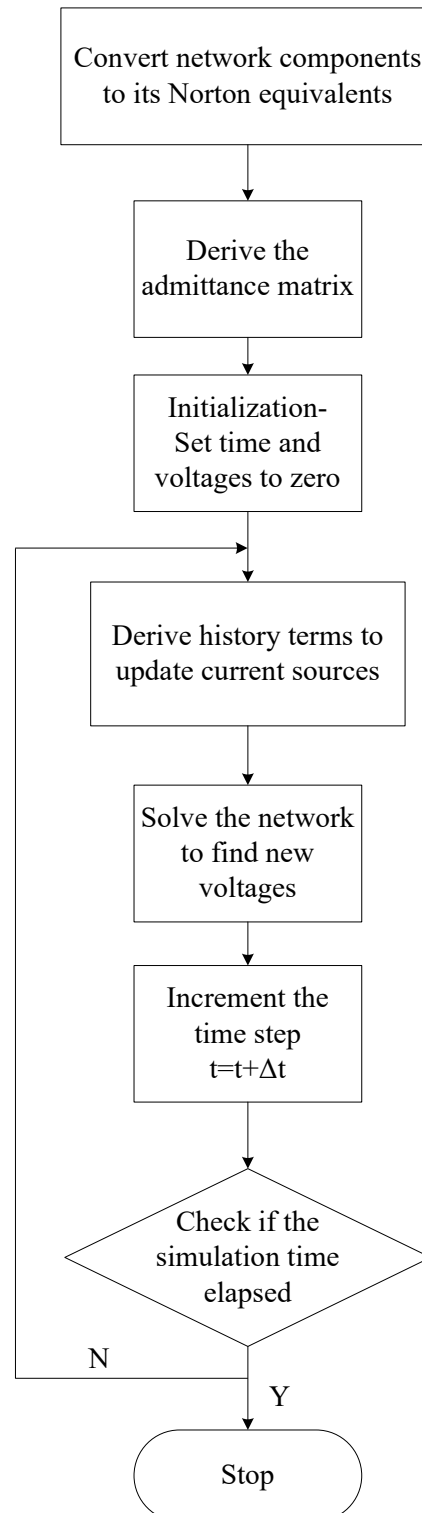 Convert network components
to its Norton equivalents
Derive the
admittance matrix
Initialization-
Set time and
voltages to zero
Derive history terms to
update current sources
Solve the network
to find new
voltages
Increment the
time step
t=t+Δt
Check if the
simulation time
elapsed
N
Y
Stop